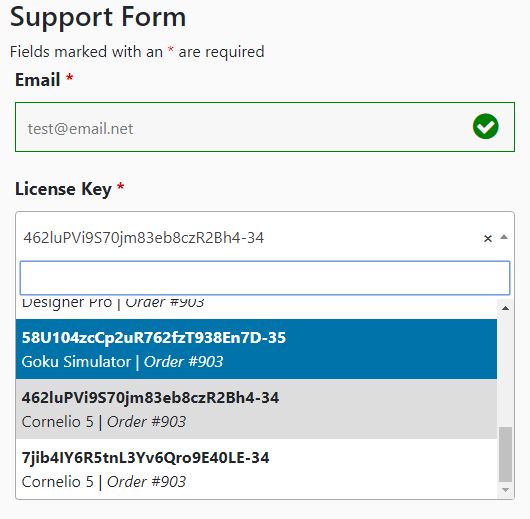 Support Form
Fields marked with an * are required
Email *
test@email.net
License Key *
462luPVi9S70jm83eb8czR2Bh4-34 ×
Designer Pro | Order #903
58U104zcCp2uR762fzT938En7D-35
Goku Simulator | Order #903
462luPVi9S70jm83eb8czR2Bh4-34
Cornelio 5 | Order #903
7jib4IY6R5tnL3Yv6Qro9E40LE-34
Cornelio 5 | Order #903